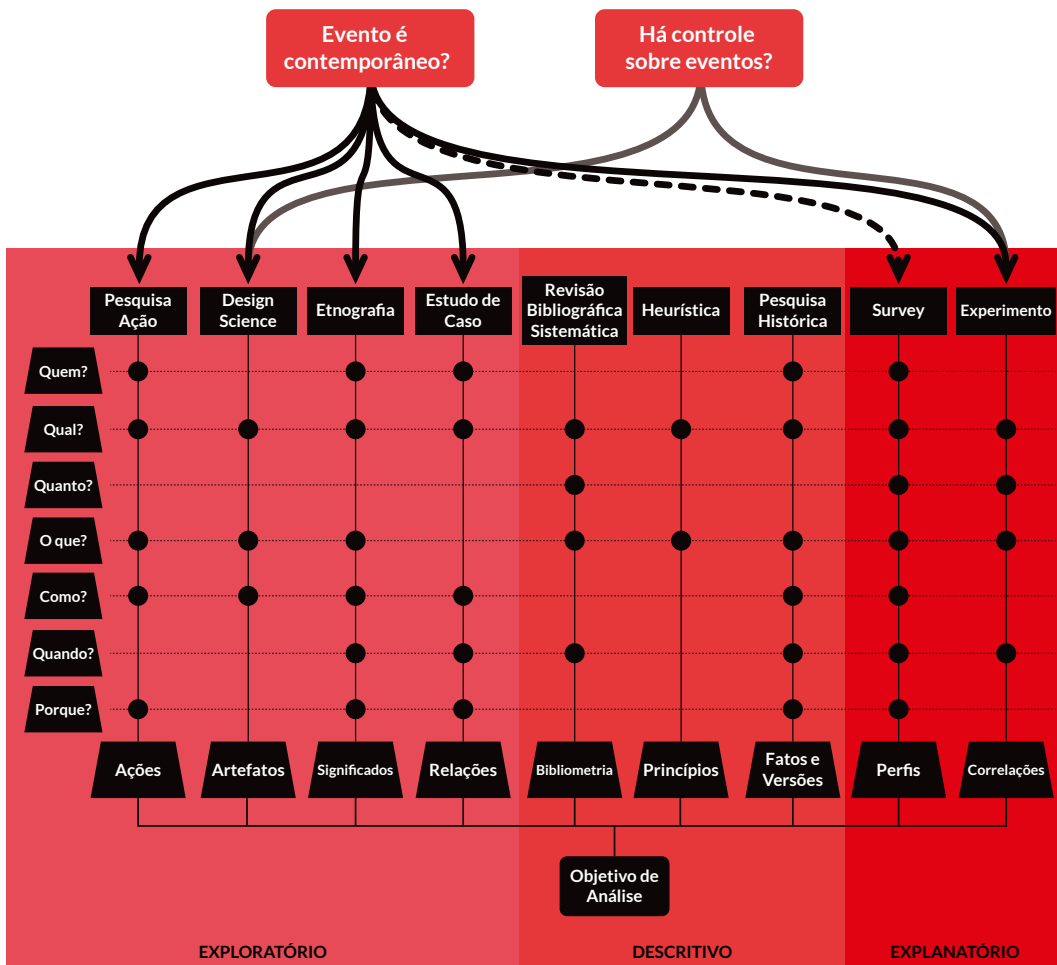 Evento é
contemporâneo?
Há controle
sobre eventos?
Pesquisa
Ação
Design
Science
Etnografia
Estudo de
Caso
Revisão
Bibliográfica
Sistemática
Heurística
Pesquisa
Histórica
Survey
Experimento
Quem?
Qual?
Quanto?
O que?
Como?
Quando?
Porque?
Ações
Artefatos
Significados
Relações
Bibliometria
Princípios
Fatos e
Versões
Perfis
Correlações
Objetivo de
Análise
EXPLORATÓRIO
DESCRITIVO
EXPLANATÓRIO